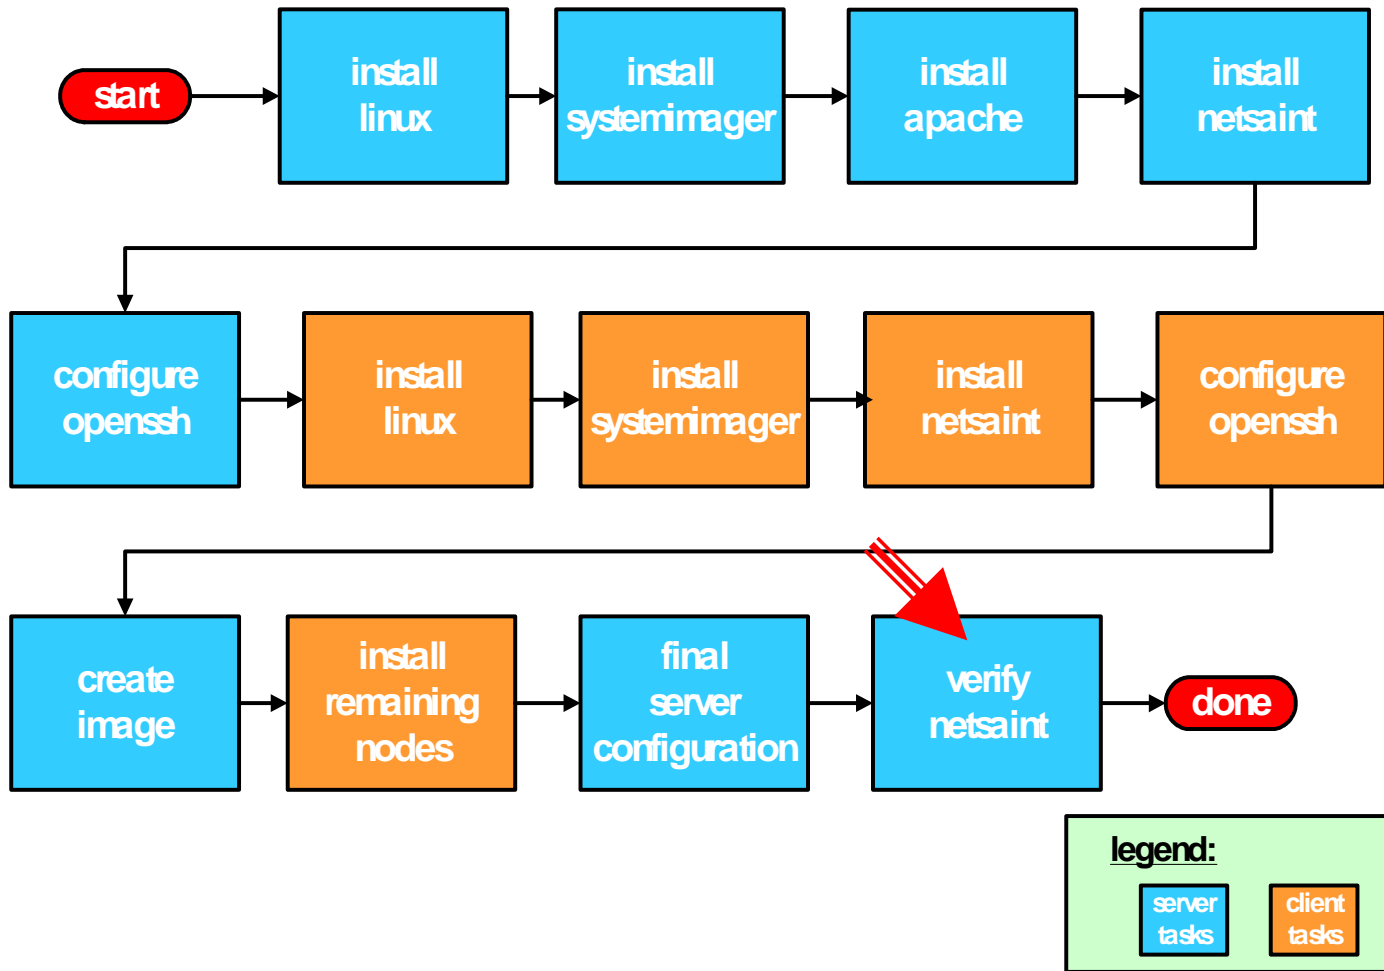 start
install
linux
install
systemimager
install
apache
install
netsaint
configure
openssh
install
linux
install
systemimager
install
netsaint
configure
openssh
create
image
install
remaining
nodes
final
server
configuration
verify
netsaint
done
legend:
server
tasks
client
tasks